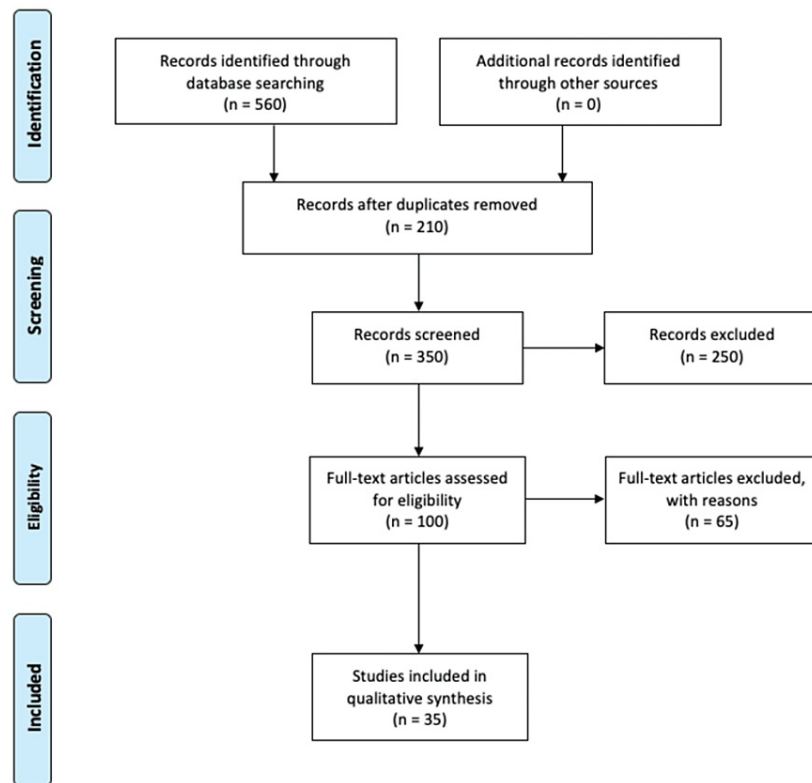 Identification
Records identified through
database searching
(n = 560)
Additional records identified
through other sources
(n = 0)
Records after duplicates removed
(n = 210)
Screening
Records screened
(n = 350)
Records excluded
(n = 250)
Eligibility
Full-text articles assessed
for eligibility
(n = 100)
Full-text articles excluded,
with reasons
(n = 65)
Included
Studies included in
qualitative synthesis
(n = 35)